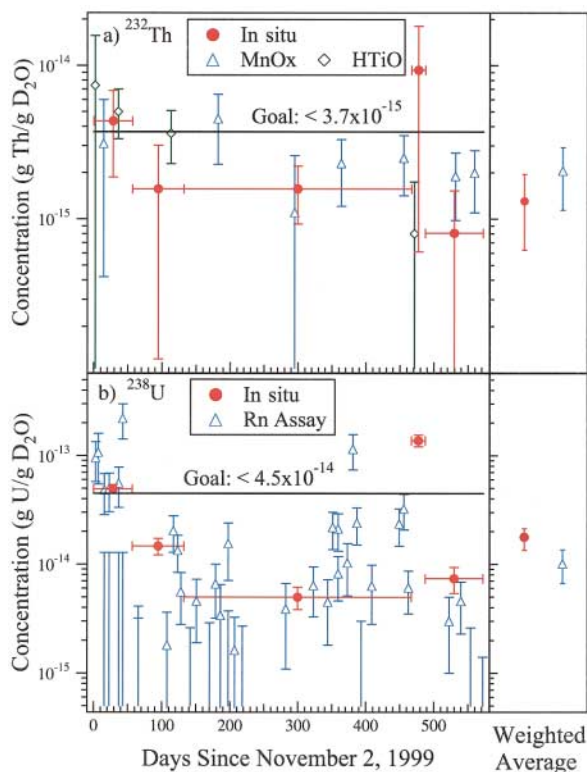 a) ²³²Th
In situ
MnOx
HTiO
Goal: < 3.7x10⁻¹⁵
10⁻¹⁴
10⁻¹⁵
Concentration (g Th/g D₂O)
b) ²³⁸U
In situ
Rn Assay
Goal: < 4.5x10⁻¹⁴
10⁻¹³
10⁻¹⁴
10⁻¹⁵
Concentration (g U/g D₂O)
0 100 200 300 400 500
Days Since November 2, 1999
Weighted
Average